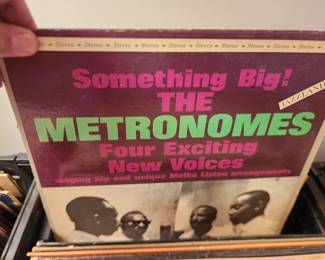 Stereo Stereo Stereo Stereo Stereo Stereo Stereo Stereo
Something Big!
JAZZLAND
THE
METRONOMES
Four Exciting
New Voices
singing hip and unique Melba Liston arrangements